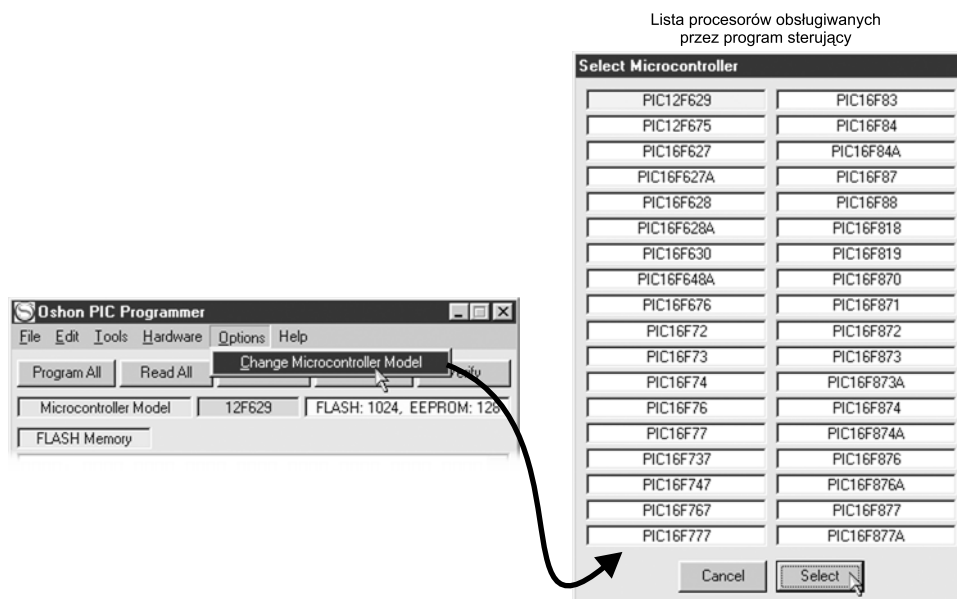 Lista procesorów obsługiwanych
przez program sterujący
Select Microcontroller
PIC12F629
PIC12F675
PIC16F627
PIC16F627A
PIC16F628
PIC16F628A
PIC16F630
PIC16F648A
PIC16F676
PIC16F72
PIC16F73
PIC16F74
PIC16F76
PIC16F77
PIC16F737
PIC16F747
PIC16F767
PIC16F777
PIC16F83
PIC16F84
PIC16F84A
PIC16F87
PIC16F88
PIC16F818
PIC16F819
PIC16F870
PIC16F871
PIC16F872
PIC16F873
PIC16F873A
PIC16F874
PIC16F874A
PIC16F876
PIC16F876A
PIC16F877
PIC16F877A
Cancel Select
Oshon PIC Programmer
File Edit Tools Hardware Options Help
Change Microcontroller Model
Program All Read All
Microcontroller Model 12F629 FLASH: 1024, EEPROM: 128
FLASH Memory